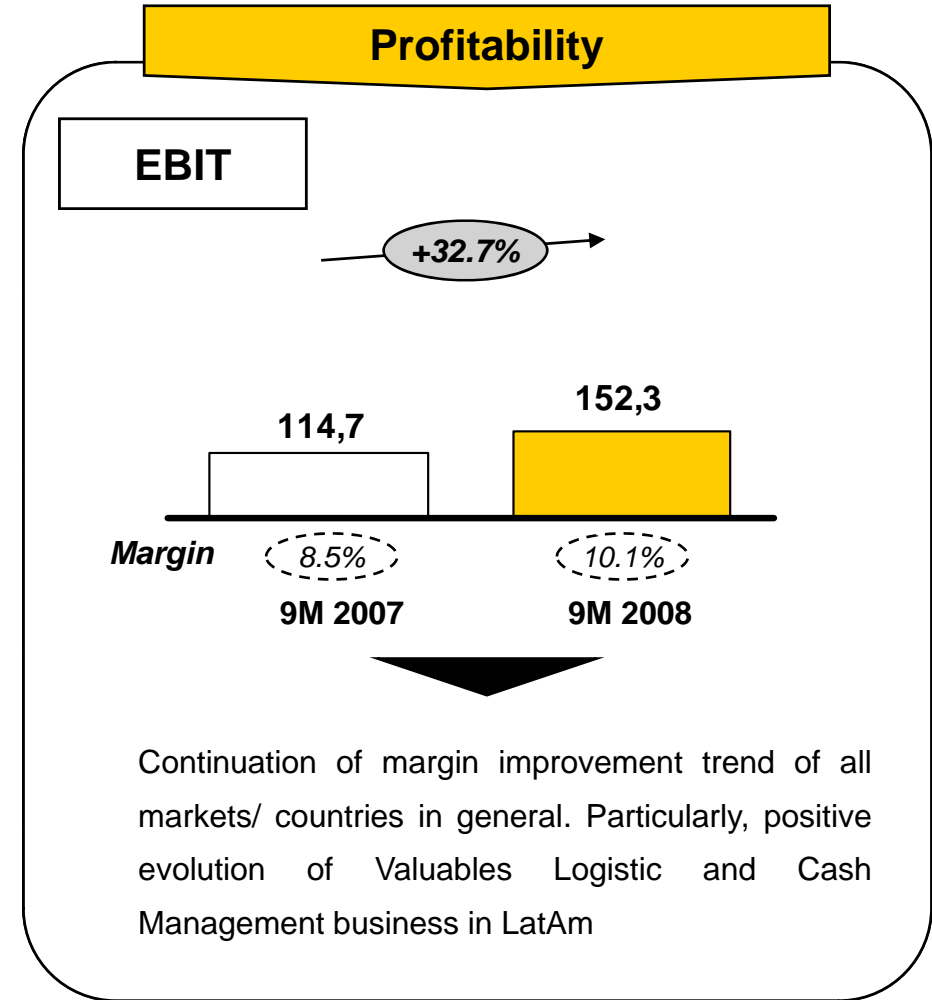 Profitability
EBIT
+32.7%
114,7
152,3
Margin
8.5%
10.1%
9M 2007
9M 2008
Continuation of margin improvement trend of all
markets/ countries in general. Particularly, positive
evolution of Valuables Logistic and Cash
Management business in LatAm